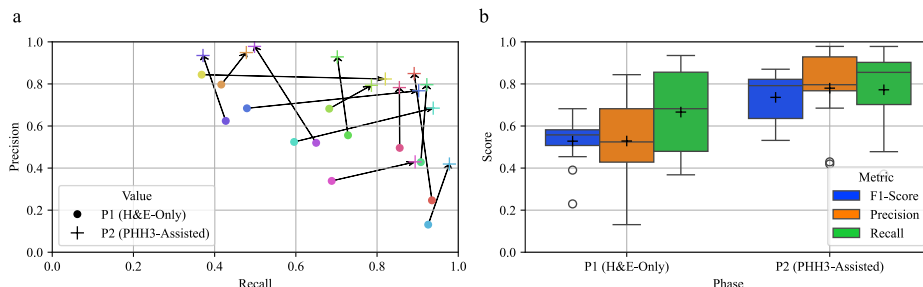 a
1.0
0.8
0.6
0.4
0.2
0.0
Precision
Value
P1 (H&E-Only)
P2 (PHH3-Assisted)
0.0 0.2 0.4 0.6 0.8 1.0
Recall
b
1.0
0.8
0.6
0.4
0.2
0.0
Score
Metric
F1-Score
Precision
Recall
P1 (H&E-Only) P2 (PHH3-Assisted)
Phase